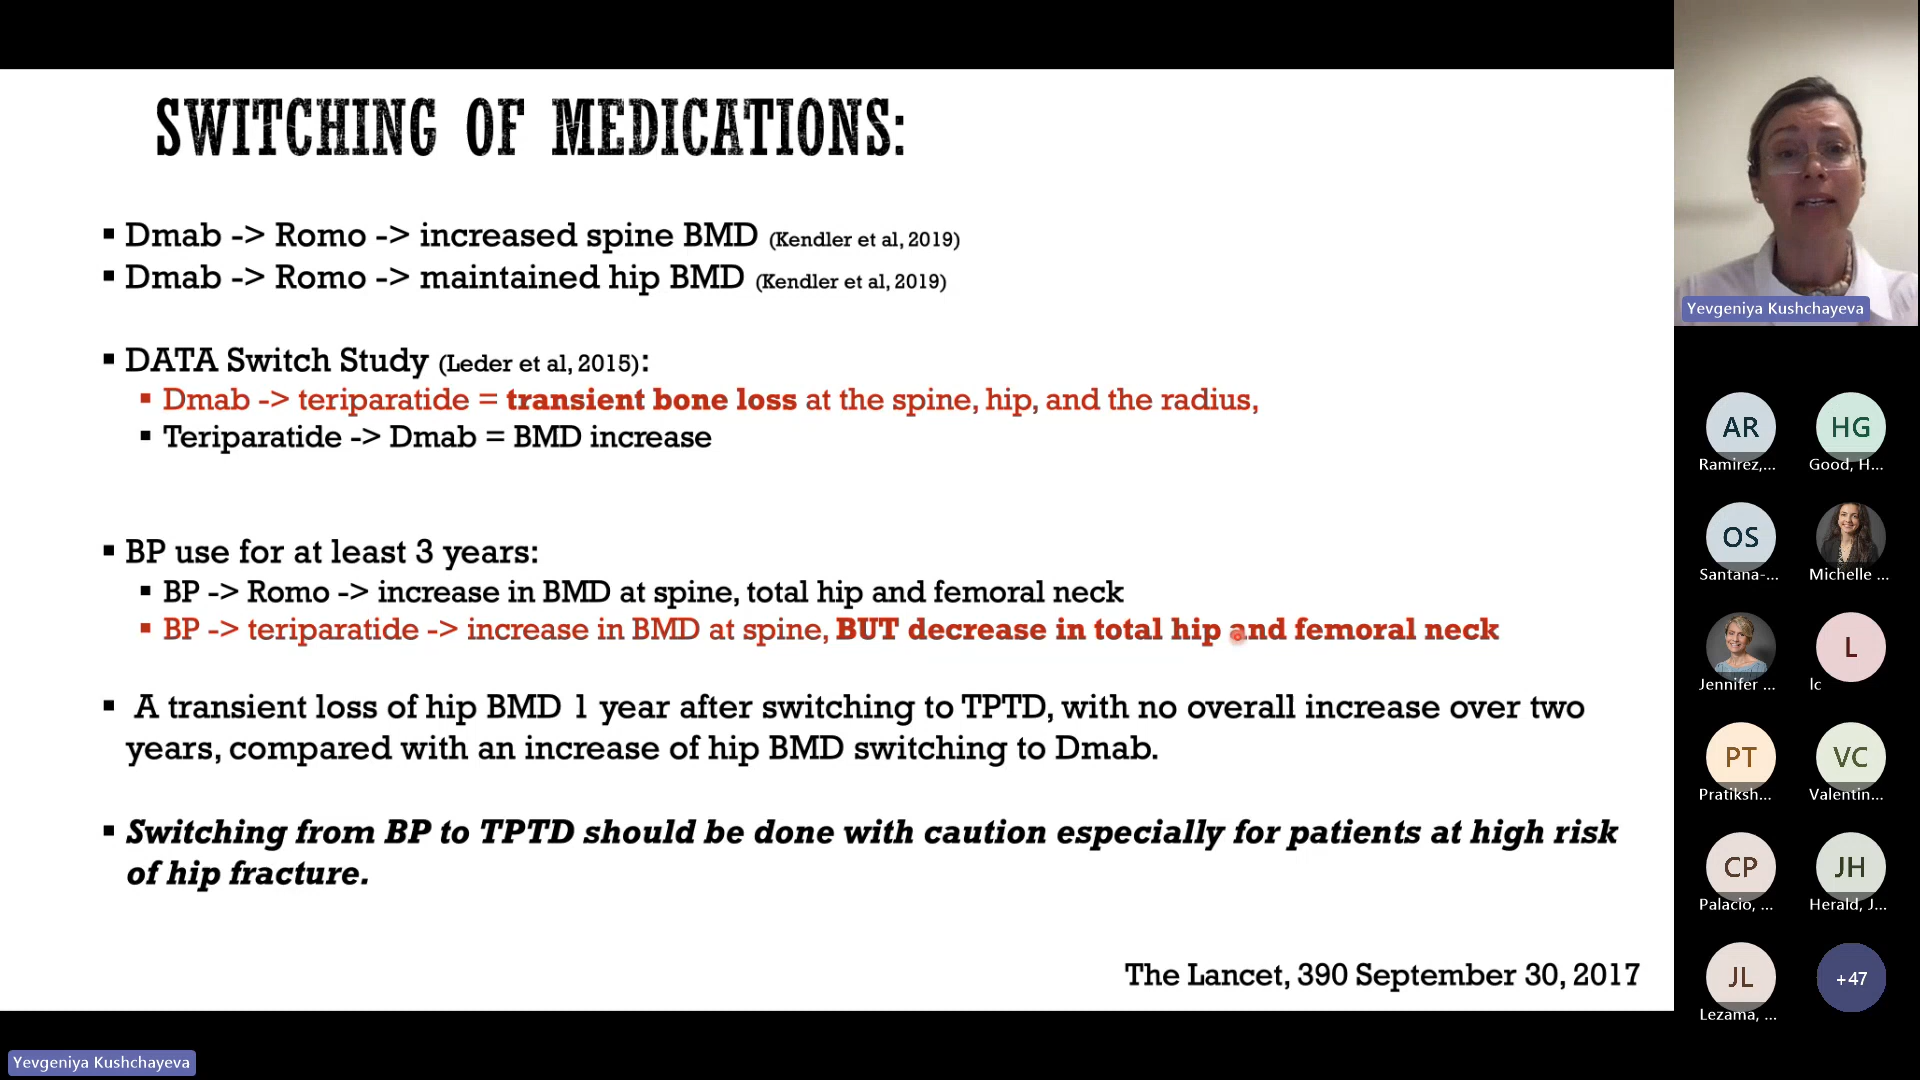 SWITCHING OF MEDICATIONS:
▪ Dmab -> Romo -> increased spine BMD (Kendler et al, 2019)
▪ Dmab -> Romo -> maintained hip BMD (Kendler et al, 2019)
▪ DATA Switch Study (Leder et al, 2015):
▪ Dmab -> teriparatide = transient bone loss at the spine, hip, and the radius,
▪ Teriparatide -> Dmab = BMD increase
▪ BP use for at least 3 years:
▪ BP -> Romo -> increase in BMD at spine, total hip and femoral neck
▪ BP -> teriparatide -> increase in BMD at spine, BUT decrease in total hip and femoral neck
▪ A transient loss of hip BMD 1 year after switching to TPTD, with no overall increase over two
years, compared with an increase of hip BMD switching to Dmab.
▪ Switching from BP to TPTD should be done with caution especially for patients at high risk
of hip fracture.
The Lancet, 390 September 30, 2017
Yevgeniya Kushchayeva
Yevgeniya Kushchayeva
AR
Ramirez,...
HG
Good, H...
OS
Santana-...
Michelle ...
Jennifer ...
L
lc
PT
Pratiksh...
VC
Valentin...
CP
Palacio, ...
JH
Herald, J...
JL
Lezama, ...
+47